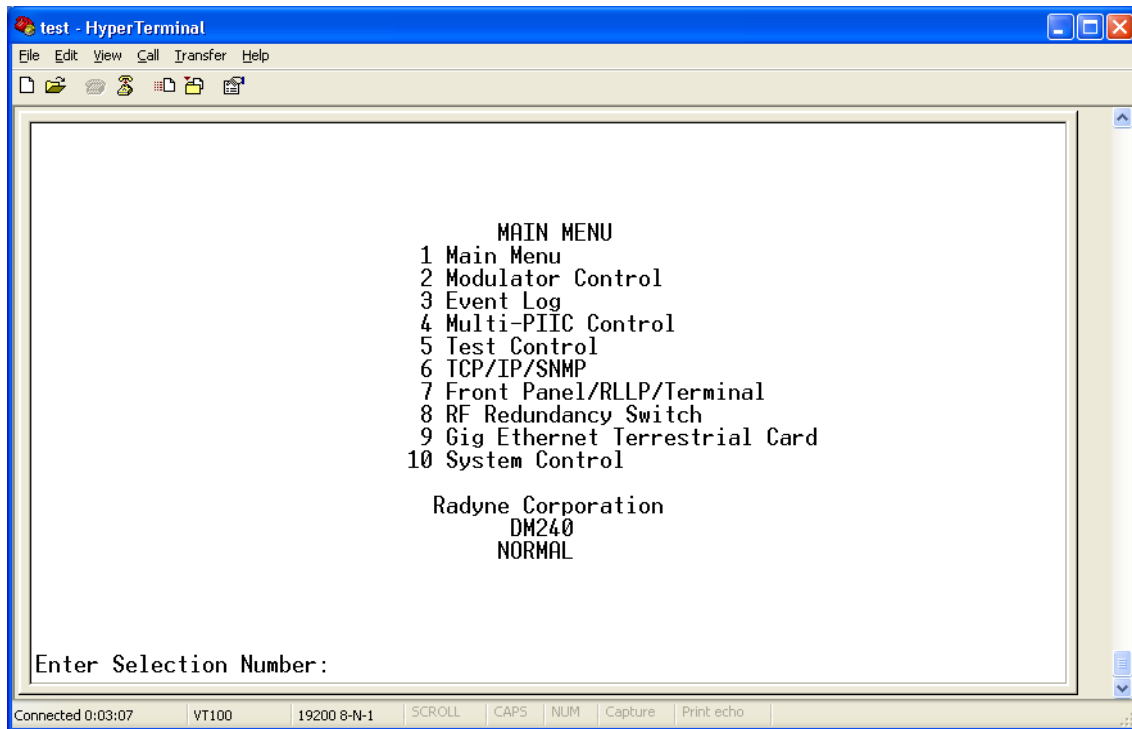 test - HyperTerminal
File Edit View Call Transfer Help
MAIN MENU
1 Main Menu
2 Modulator Control
3 Event Log
4 Multi-PIIC Control
5 Test Control
6 TCP/IP/SNMP
7 Front Panel/RLLP/Terminal
8 RF Redundancy Switch
9 Gig Ethernet Terrestrial Card
10 System Control
Radyne Corporation
DM240
NORMAL
Enter Selection Number:
Connected 0:03:07 VT100 19200 8-N-1 SCROLL CAPS NUM Capture Print echo